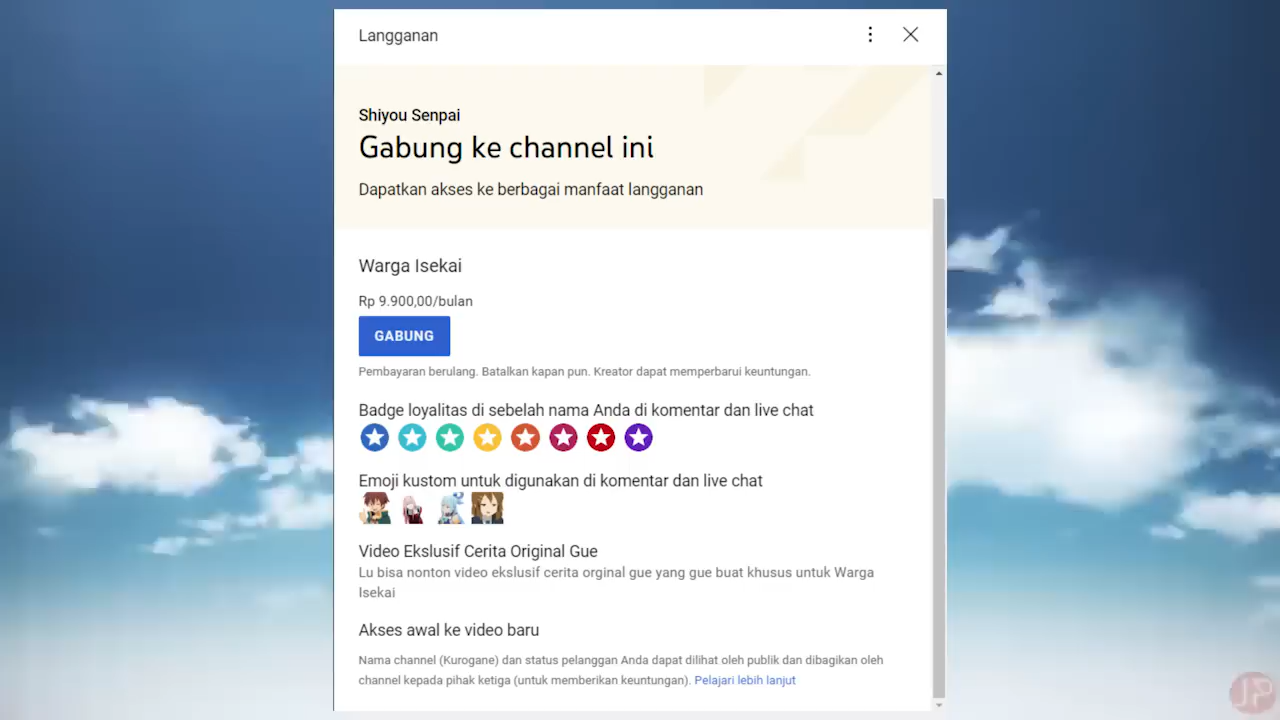 Langganan
Shiyou Senpai
Gabung ke channel ini
Dapatkan akses ke berbagai manfaat langganan
Warga Isekai
Rp 9.900,00/bulan
GABUNG
Pembayaran berulang. Batalkan kapan pun. Kreator dapat memperbarui keuntungan.
Badge loyalitas di sebelah nama Anda di komentar dan live chat
Emoji kustom untuk digunakan di komentar dan live chat
Video Ekslusif Cerita Original Gue
Lu bisa nonton video ekslusif cerita orginal gue yang gue buat khusus untuk Warga
Isekai
Akses awal ke video baru
Nama channel (Kurogane) dan status pelanggan Anda dapat dilihat oleh publik dan dibagikan oleh
channel kepada pihak ketiga (untuk memberikan keuntungan). Pelajari lebih lanjut